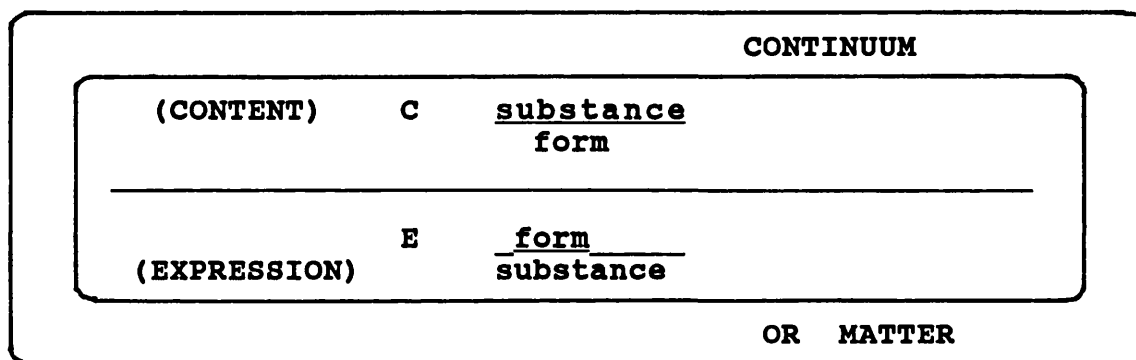 CONTINUUM
(CONTENT) C substance
form
E form
(EXPRESSION) substance
OR MATTER